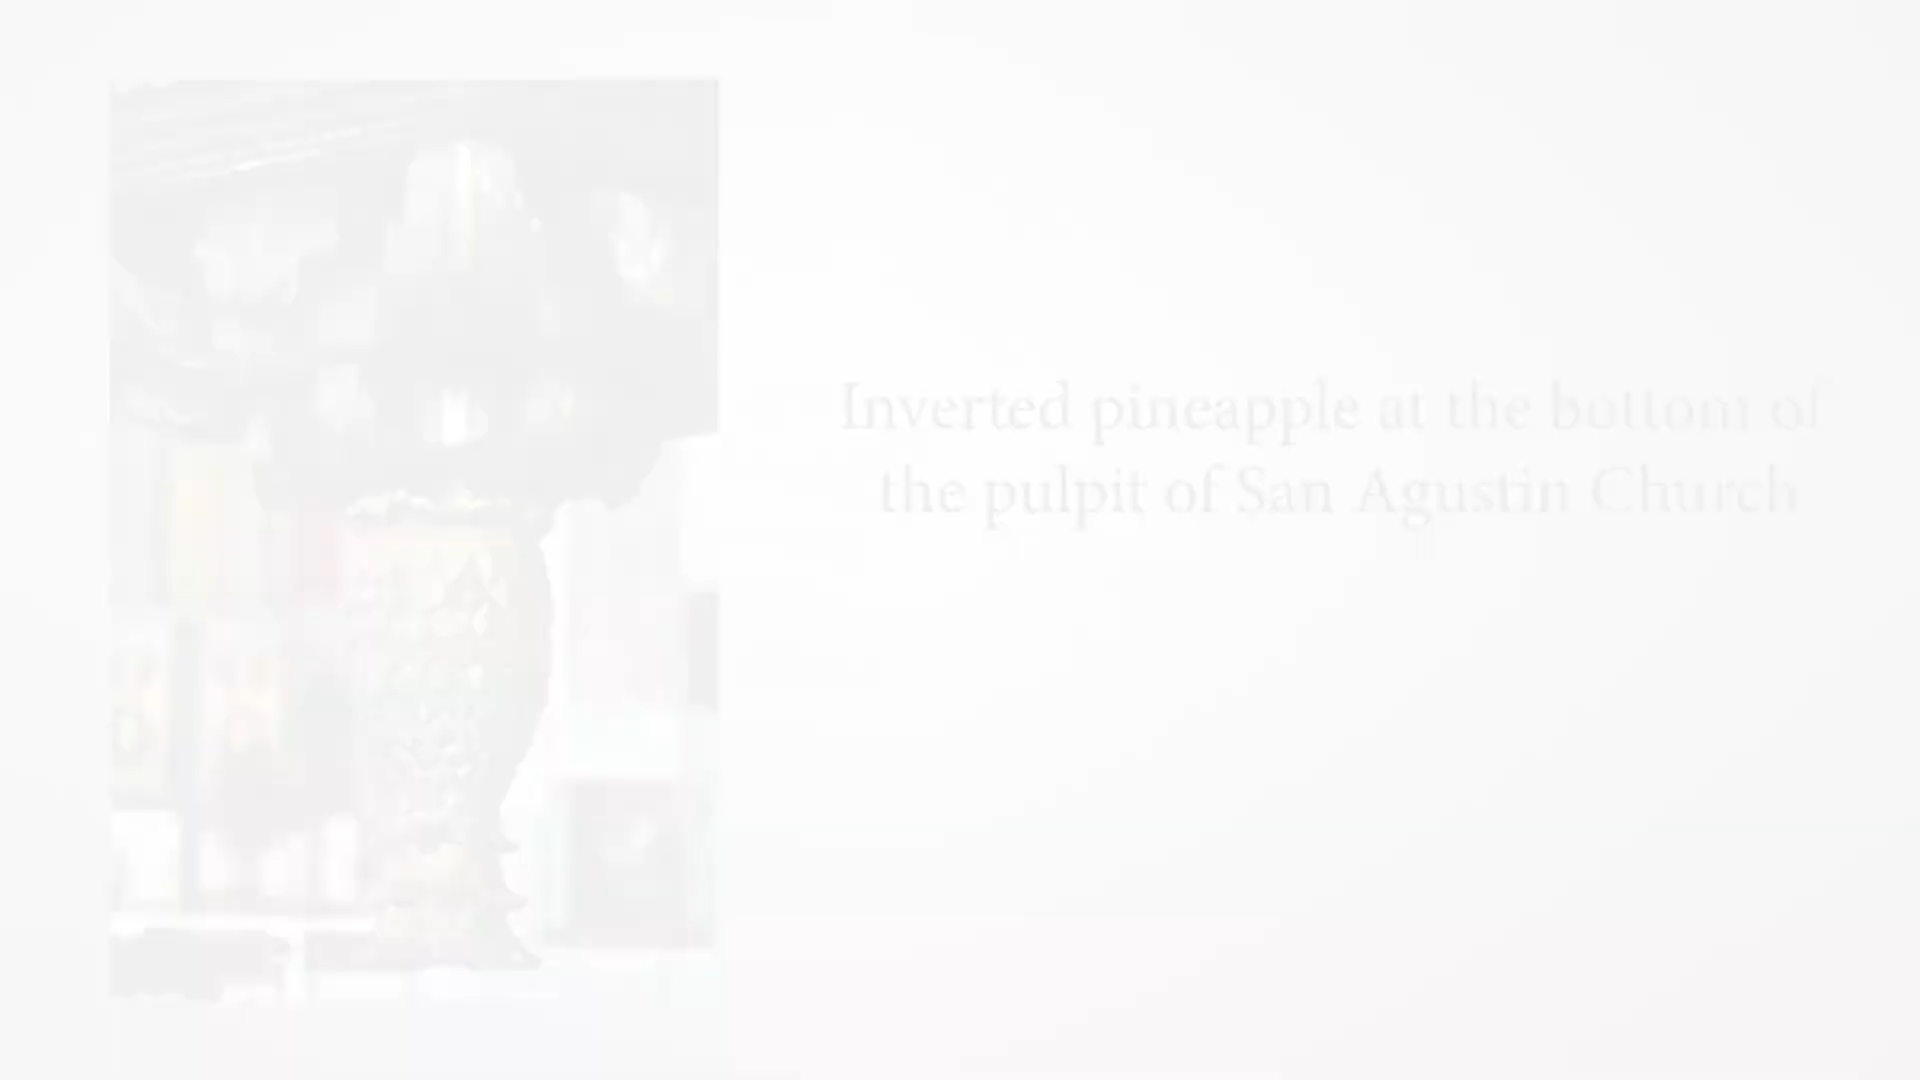 Inverted pineapple at the bottom of
the pulpit of San Agustin Church